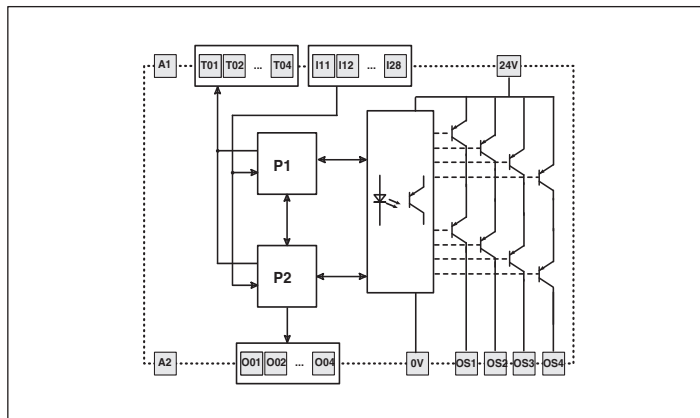 A1 T01 T02 ... T04 I11 I12 ... I28 24V
P1
P2
A2 O01 O02 ... O04 0V OS1 OS2 OS3 OS4